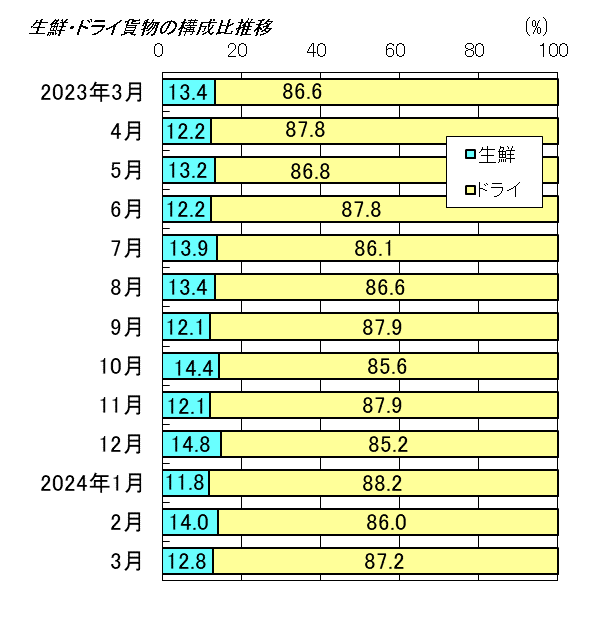 生鮮・ドライ貨物の構成比推移 (%)
0 20 40 60 80 100
2023年3月 13.4 86.6
4月 12.2 87.8
5月 13.2 86.8
6月 12.2 87.8
7月 13.9 86.1
8月 13.4 86.6
9月 12.1 87.9
10月 14.4 85.6
11月 12.1 87.9
12月 14.8 85.2
2024年1月 11.8 88.2
2月 14.0 86.0
3月 12.8 87.2
生鮮
ドライ